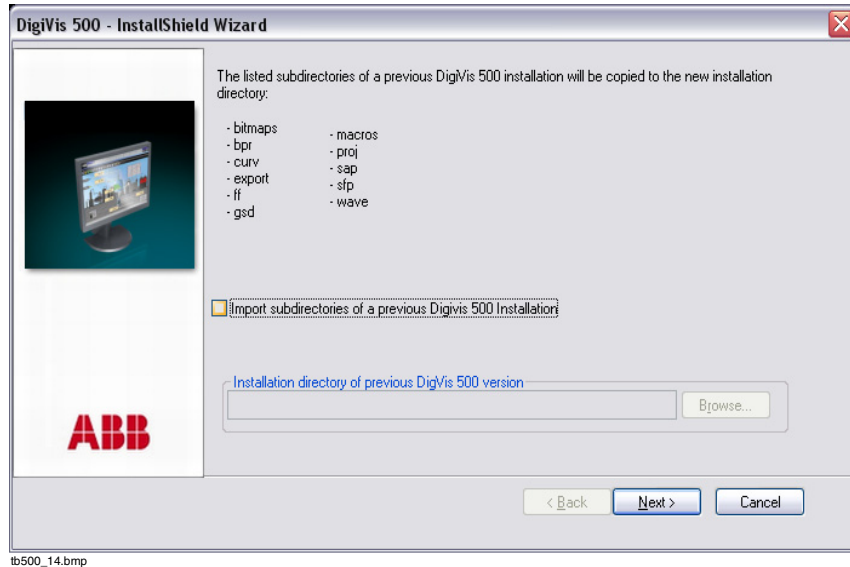 DigiVis 500 - InstallShield Wizard
The listed subdirectories of a previous DigiVis 500 installation will be copied to the new installation
directory:
- bitmaps
- bpr
- curv
- export
- ff
- gsd
- macros
- proj
- sap
- sfp
- wave
Import subdirectories of a previous Digivis 500 Installation
Installation directory of previous DigVis 500 version
Browse...
ABB
< Back
Next >
Cancel
tb500_14.bmp